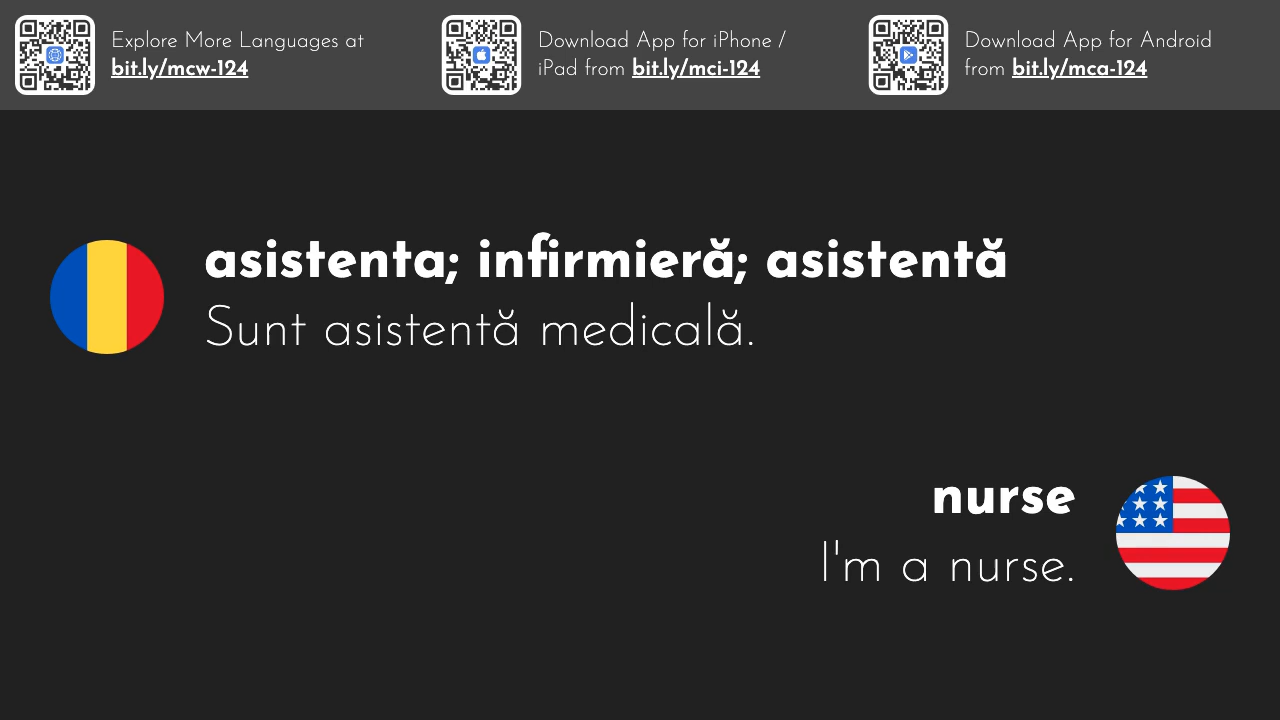 Explore More Languages at
bit.ly/mcw-124
Download App for iPhone /
iPad from bit.ly/mci-124
Download App for Android
from bit.ly/mca-124
asistenta; infirmieră; asistentă
Sunt asistentă medicală.
nurse
I'm a nurse.